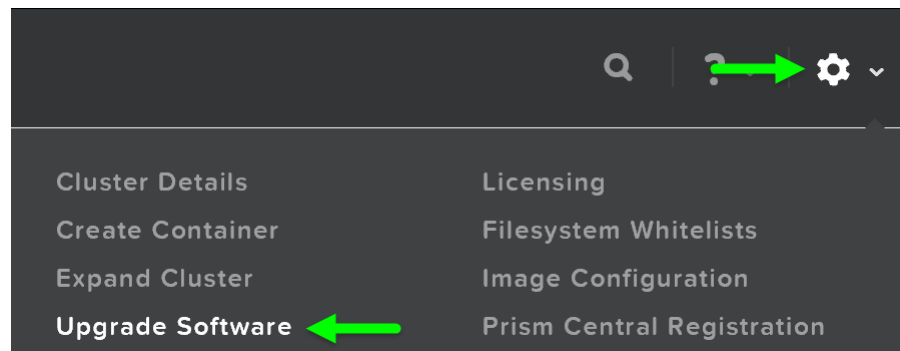 ?
Cluster Details
Licensing
Create Container
Filesystem Whitelists
Expand Cluster
Image Configuration
Upgrade Software
Prism Central Registration